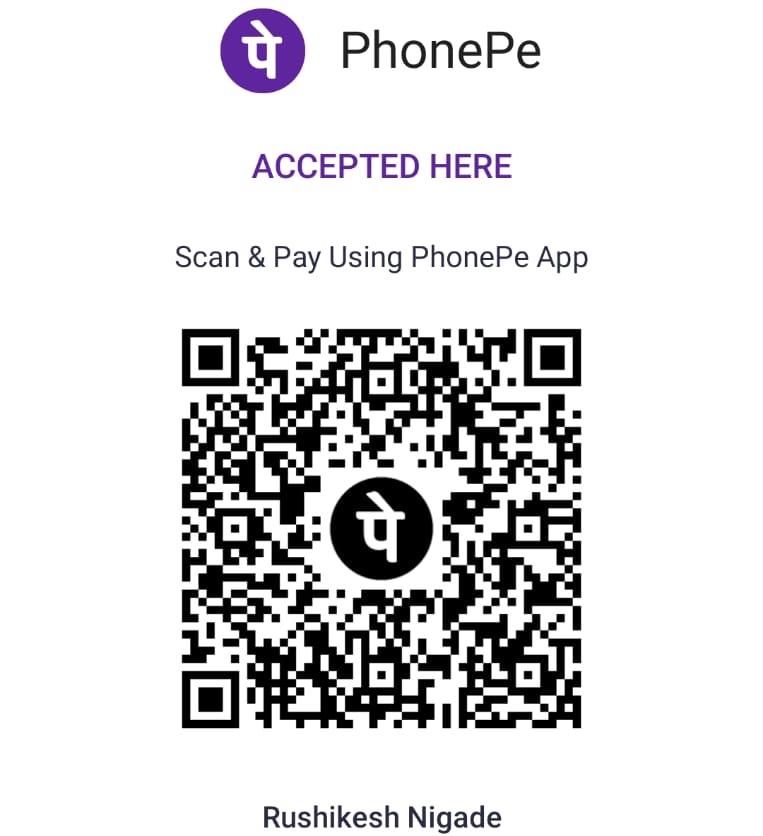 पे PhonePe
ACCEPTED HERE
Scan & Pay Using PhonePe App
पे
Rushikesh Nigade